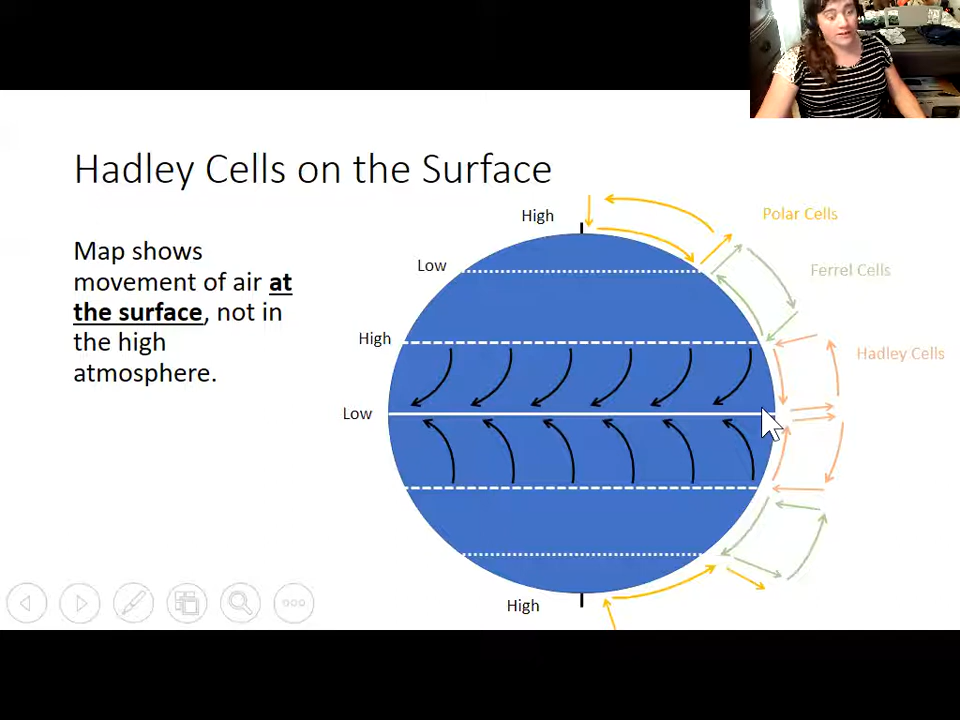 Hadley Cells on the Surface
High
Polar Cells
Map shows
movement of air at
the surface, not in
the high
atmosphere.
Low
Ferrel Cells
High
Hadley Cells
Low
High